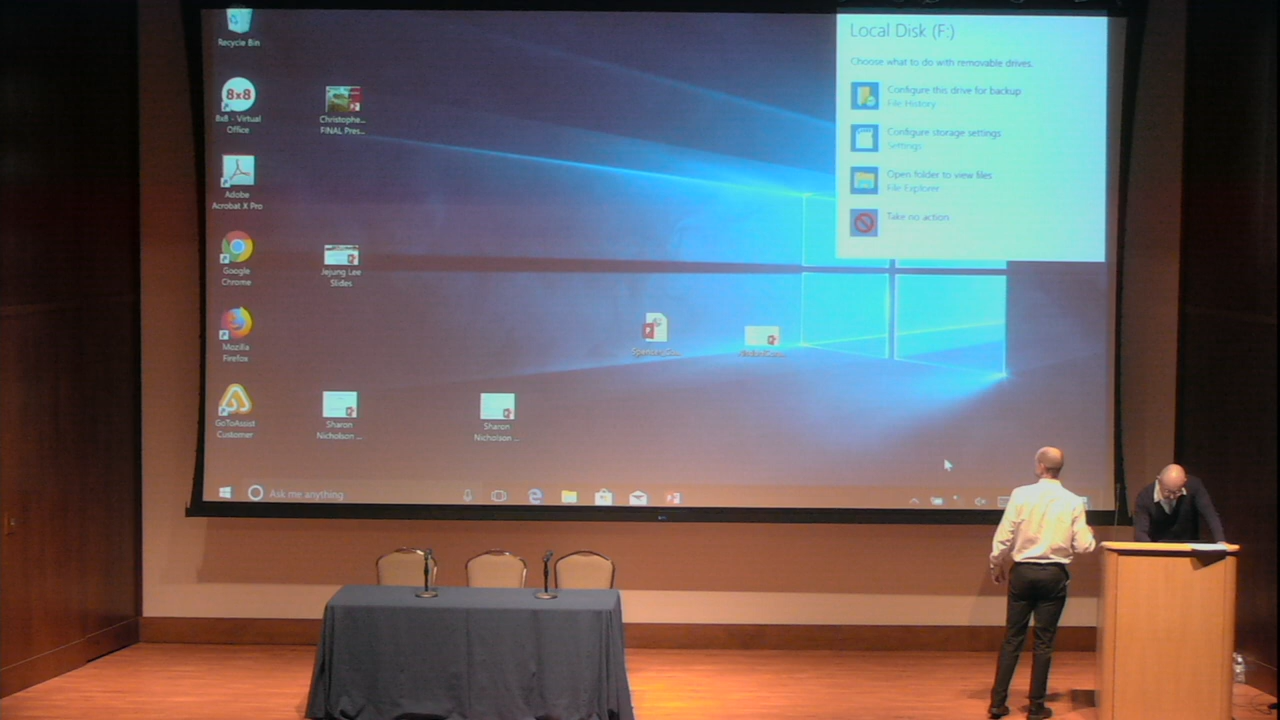 Recycle Bin
8x8
8x8 - Virtual
Office
Christophe...
FINAL Pres...
Adobe
Acrobat X Pro
Google
Chrome
Jejung Lee
Slides
Mozilla
Firefox
GoToAssist
Customer
Sharon
Nicholson ...
Sharon
Nicholson ...
Local Disk (F:)
Choose what to do with removable drives.
Configure this drive for backup
File History
Configure storage settings
Settings
Open folder to view files
File Explorer
Take no action
Ask me anything